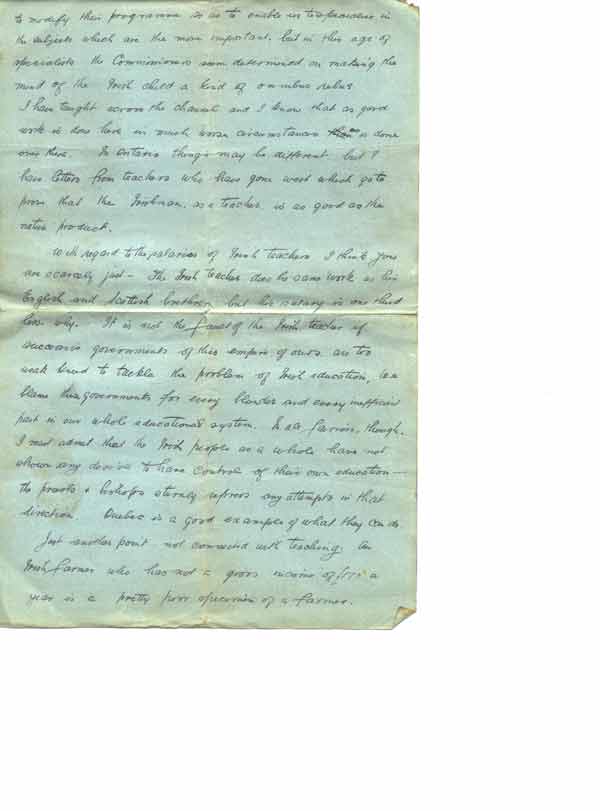 to modify their programme so as to enable us to specialise in
the subjects which are the more important, but in this age of
specialists the Commissioners seem determined on making the
mind of the Irish child a kind of omnibus
I have taught across the channel and I know that as good
work is done here in much worse circumstances than is done
over there. In Ontario things may be different but I
have letters from teachers who have gone west which go to
prove that the Irishman, as a teacher, is as good as the
native product.
With regard to the salaries of Irish teachers I think you
are scarcely just – The Irish teacher does the same work as his
English and Scottish brethren but his salary is one third
less. why. It is not the fault of the Irish teacher if
successive governments of this empire of ours are too
weak kneed to tackle the problem of Irish education, we
blame these governments for every blunder and every inefficient
part in our whole educational system. In all fairness, though,
I must admit that the Irish people as a whole have not
shown any desire to have control of their own education –
the priests + bishops sternly repress any attempts in that
direction. Quebec is a good example of what they can do
Just another point not connected with teaching. An
Irish farmer who has not a gross income of a
year is a pretty poor specimen of a farmer.